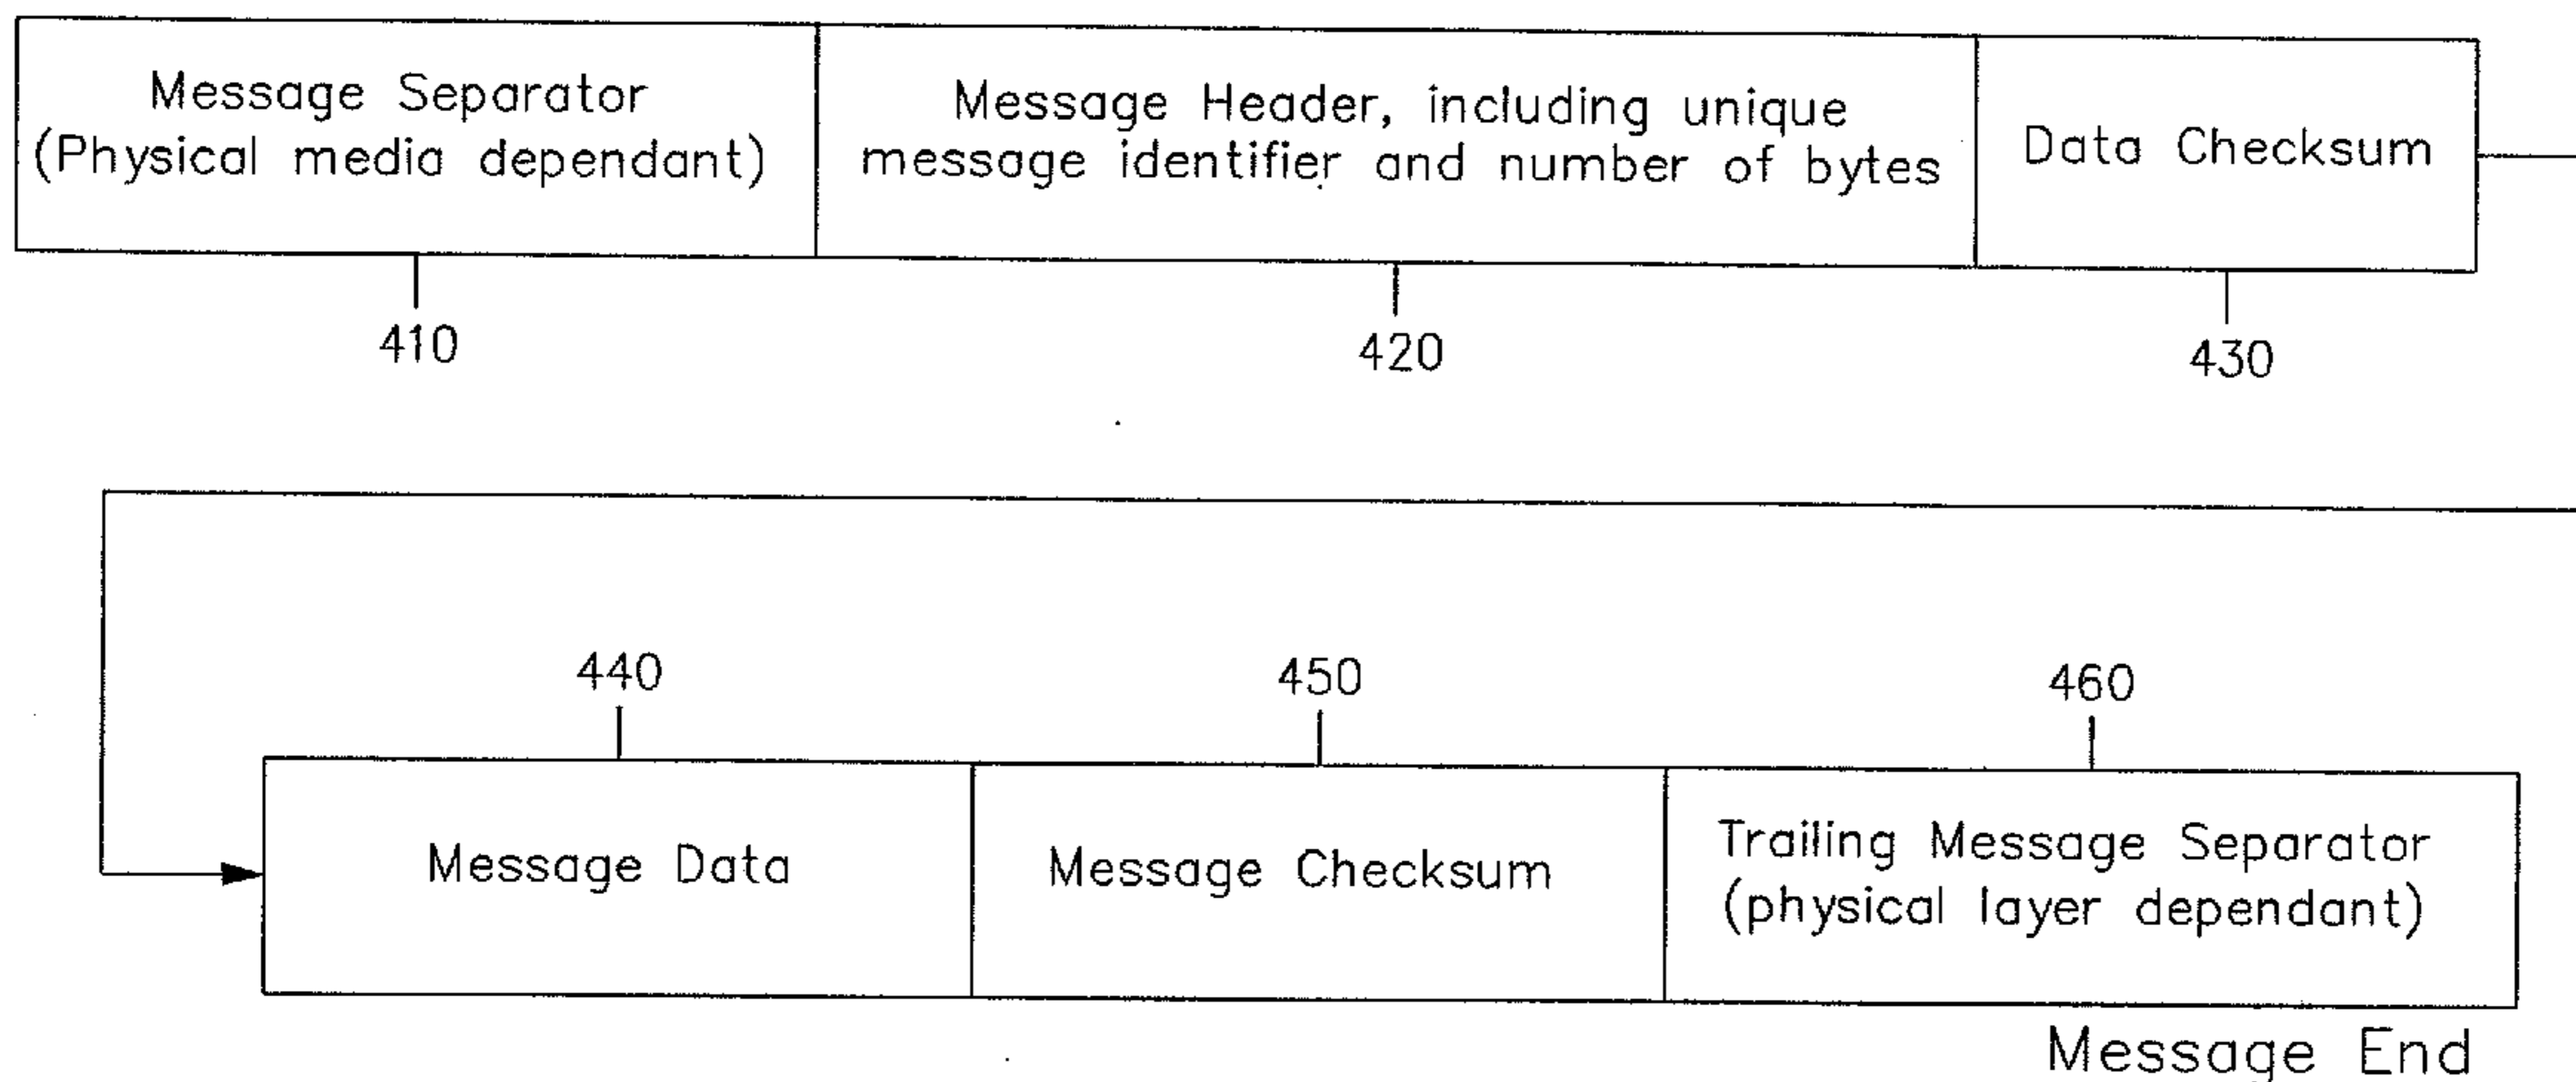 Message Separator
(Physical media dependant)
Message Header, including unique
message identifier and number of bytes
Data Checksum
410
420
430
440
450
460
Message Data
Message Checksum
Trailing Message Separator
(physical layer dependant)
Message End